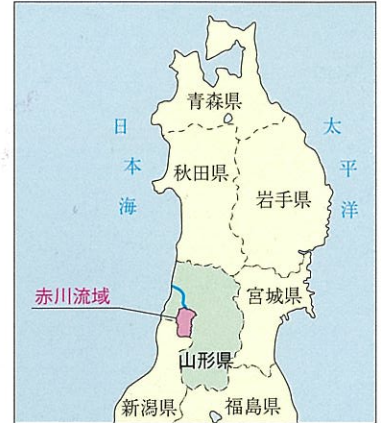 青森県
日本海
太平洋
秋田県
岩手県
赤川流域
宮城県
山形県
新潟県
福島県